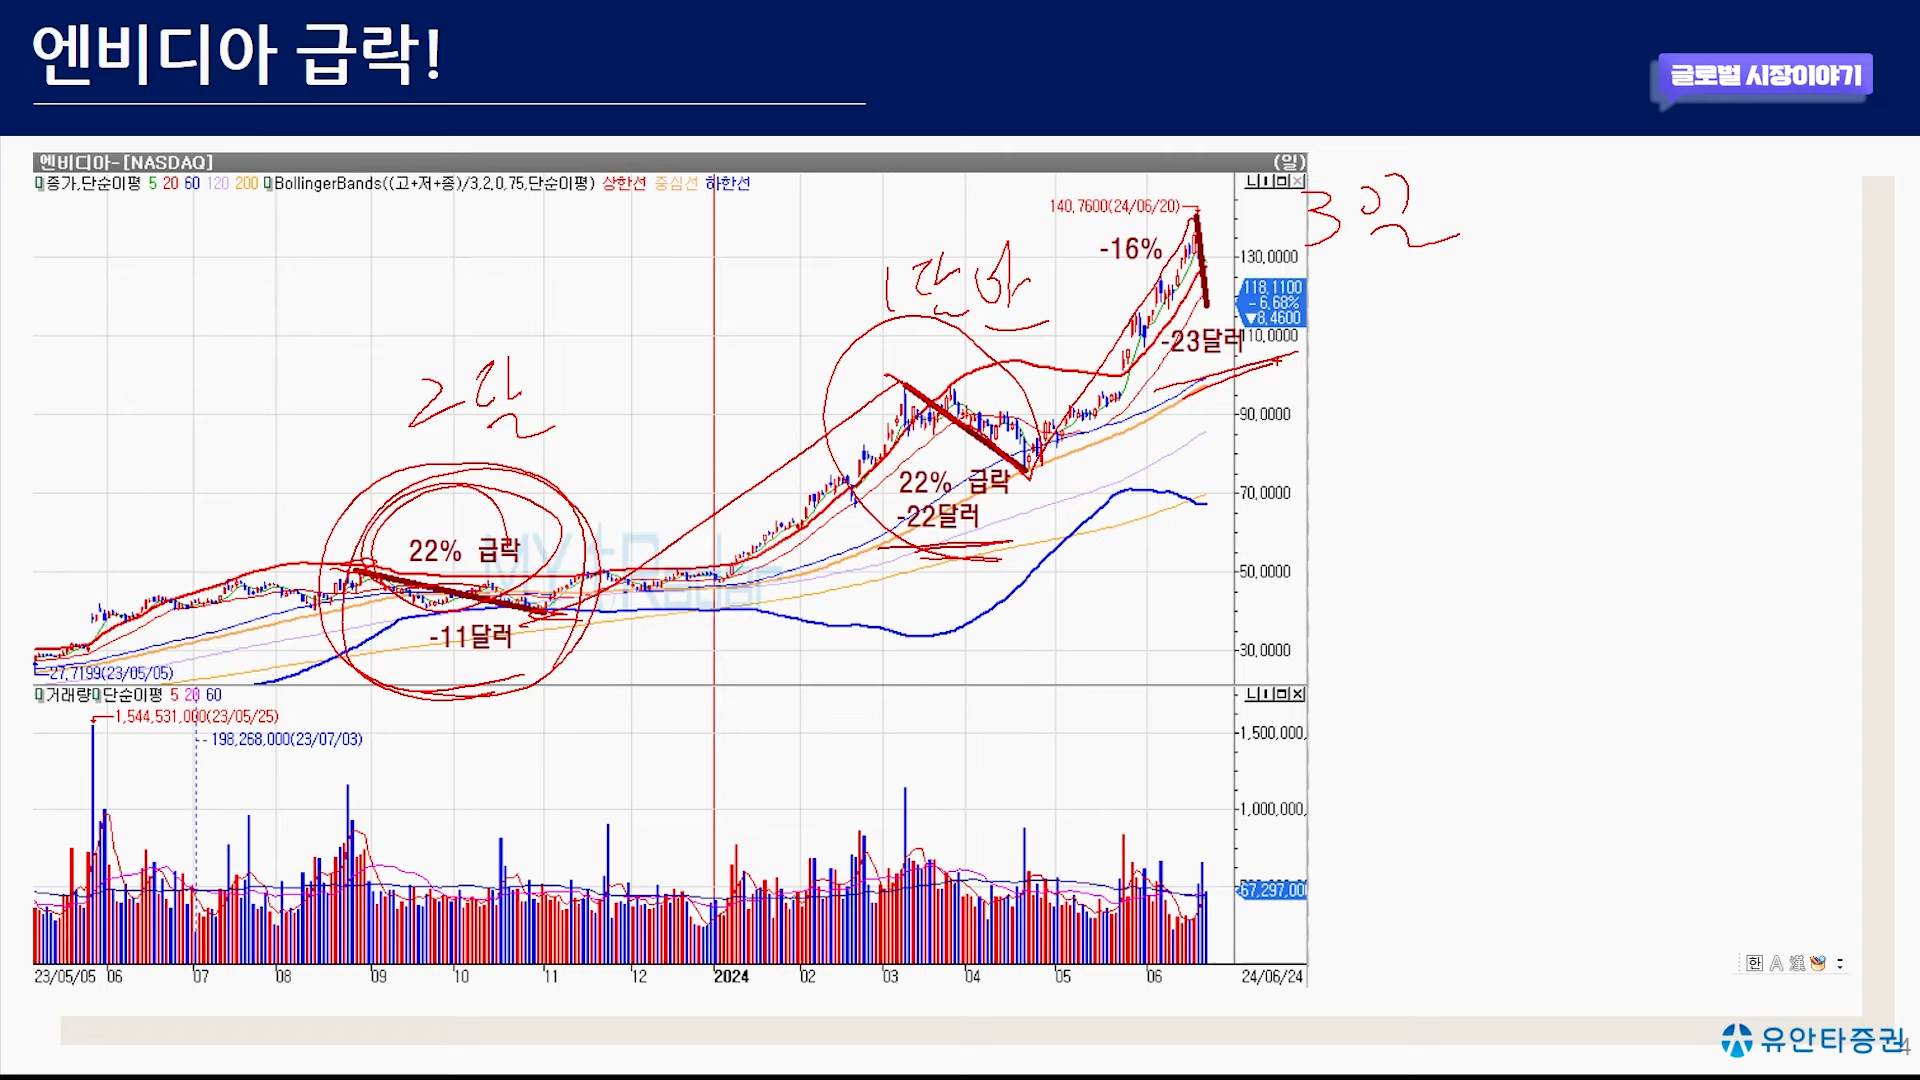 엔비디아 급락!
글로벌 시장이야기
엔비디아-[NASDAQ] (일)
종가,단순이평 5 20 60 120 200 BollingerBands((고+저+종)/3,2,0,75,단순이평) 상한선 중심선 하한선
140,7600(24/06/20)
3일
-16%
130,0000
1달반
118,1100
- 6,68%
▼8,4600
-23달러
110,0000
2달
90,0000
22% 급락
-22달러
70,0000
22% 급락
50,0000
-11달러
30,0000
27,7199(23/05/05)
거래량 단순이평 5 20 60
1,544,531,000(23/05/25)
198,268,000(23/07/03)
1,500,000,
1,000,000,
67,297,000
23/05/05 06 07 08 09 10 11 12 2024 02 03 04 05 06 24/06/24
한 A 漢
유안타증권
4